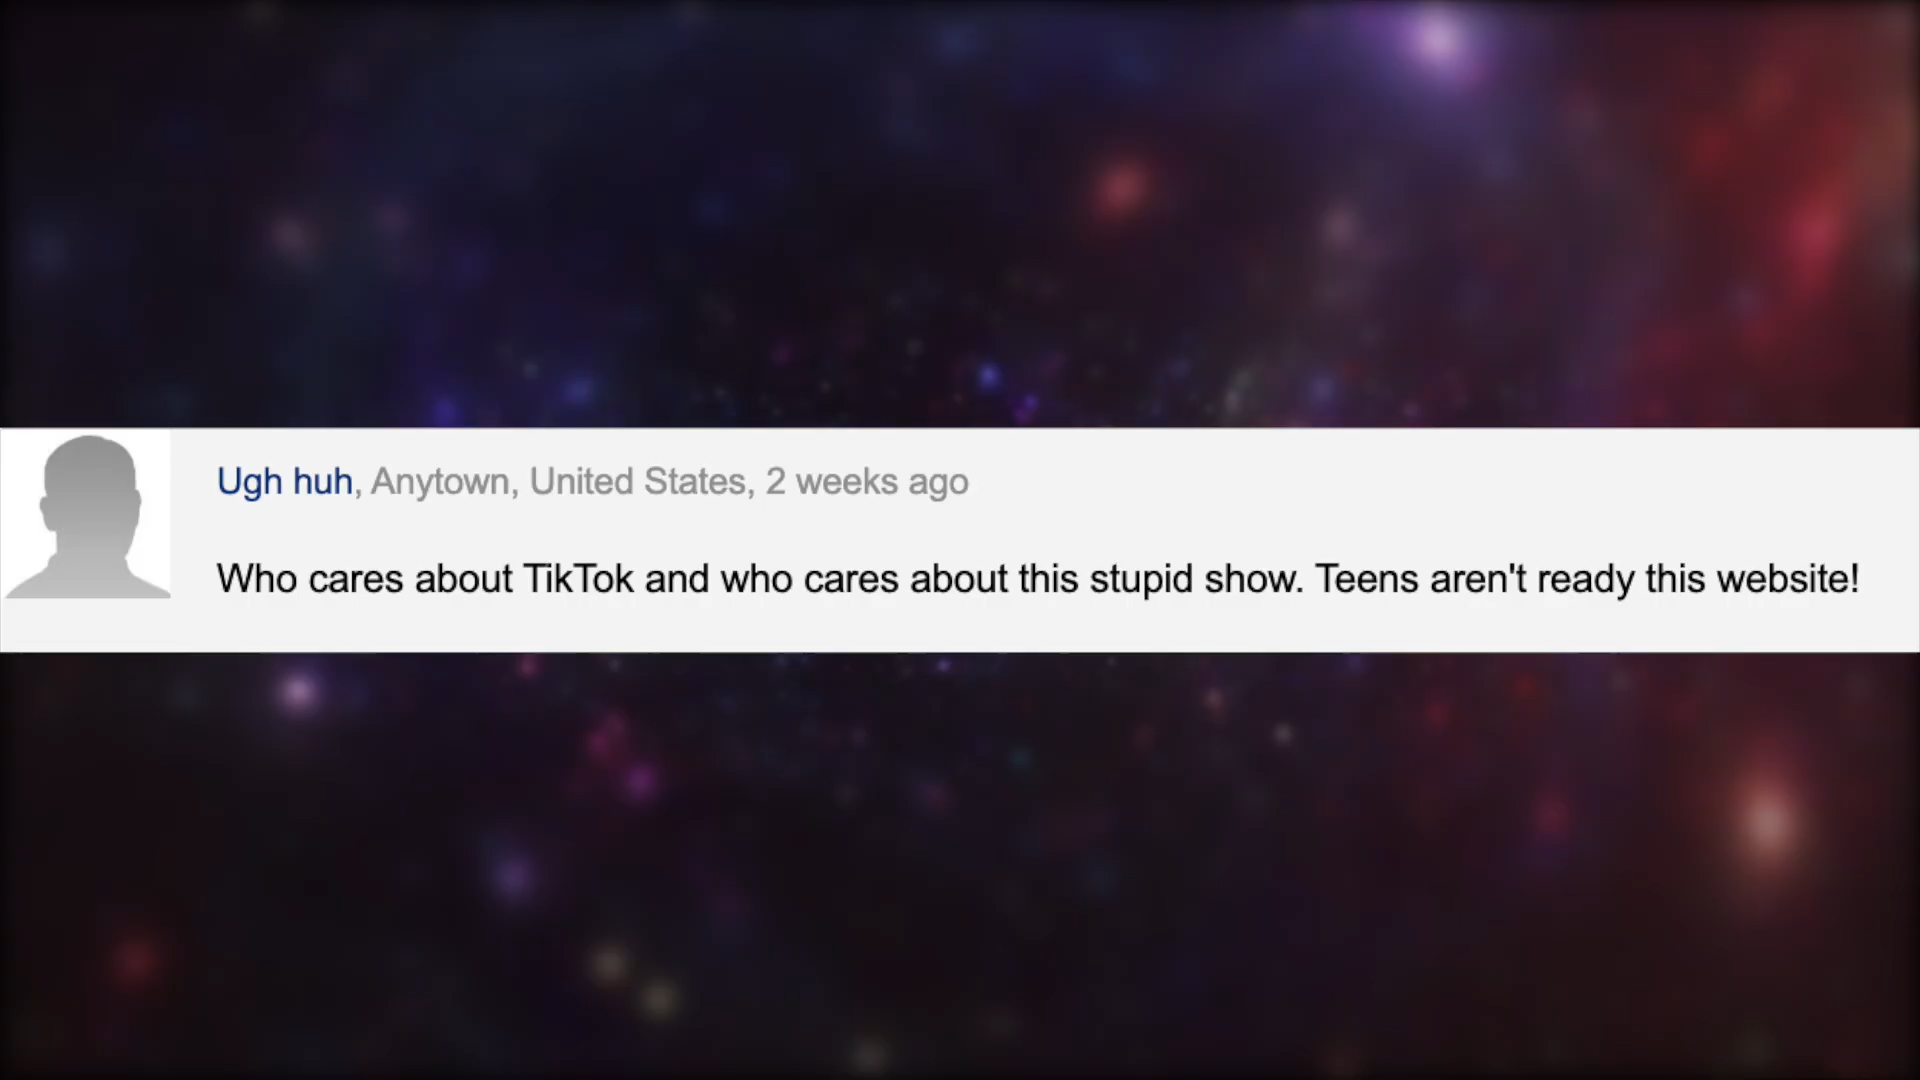 Ugh huh, Anytown, United States, 2 weeks ago
Who cares about TikTok and who cares about this stupid show. Teens aren't ready this website!